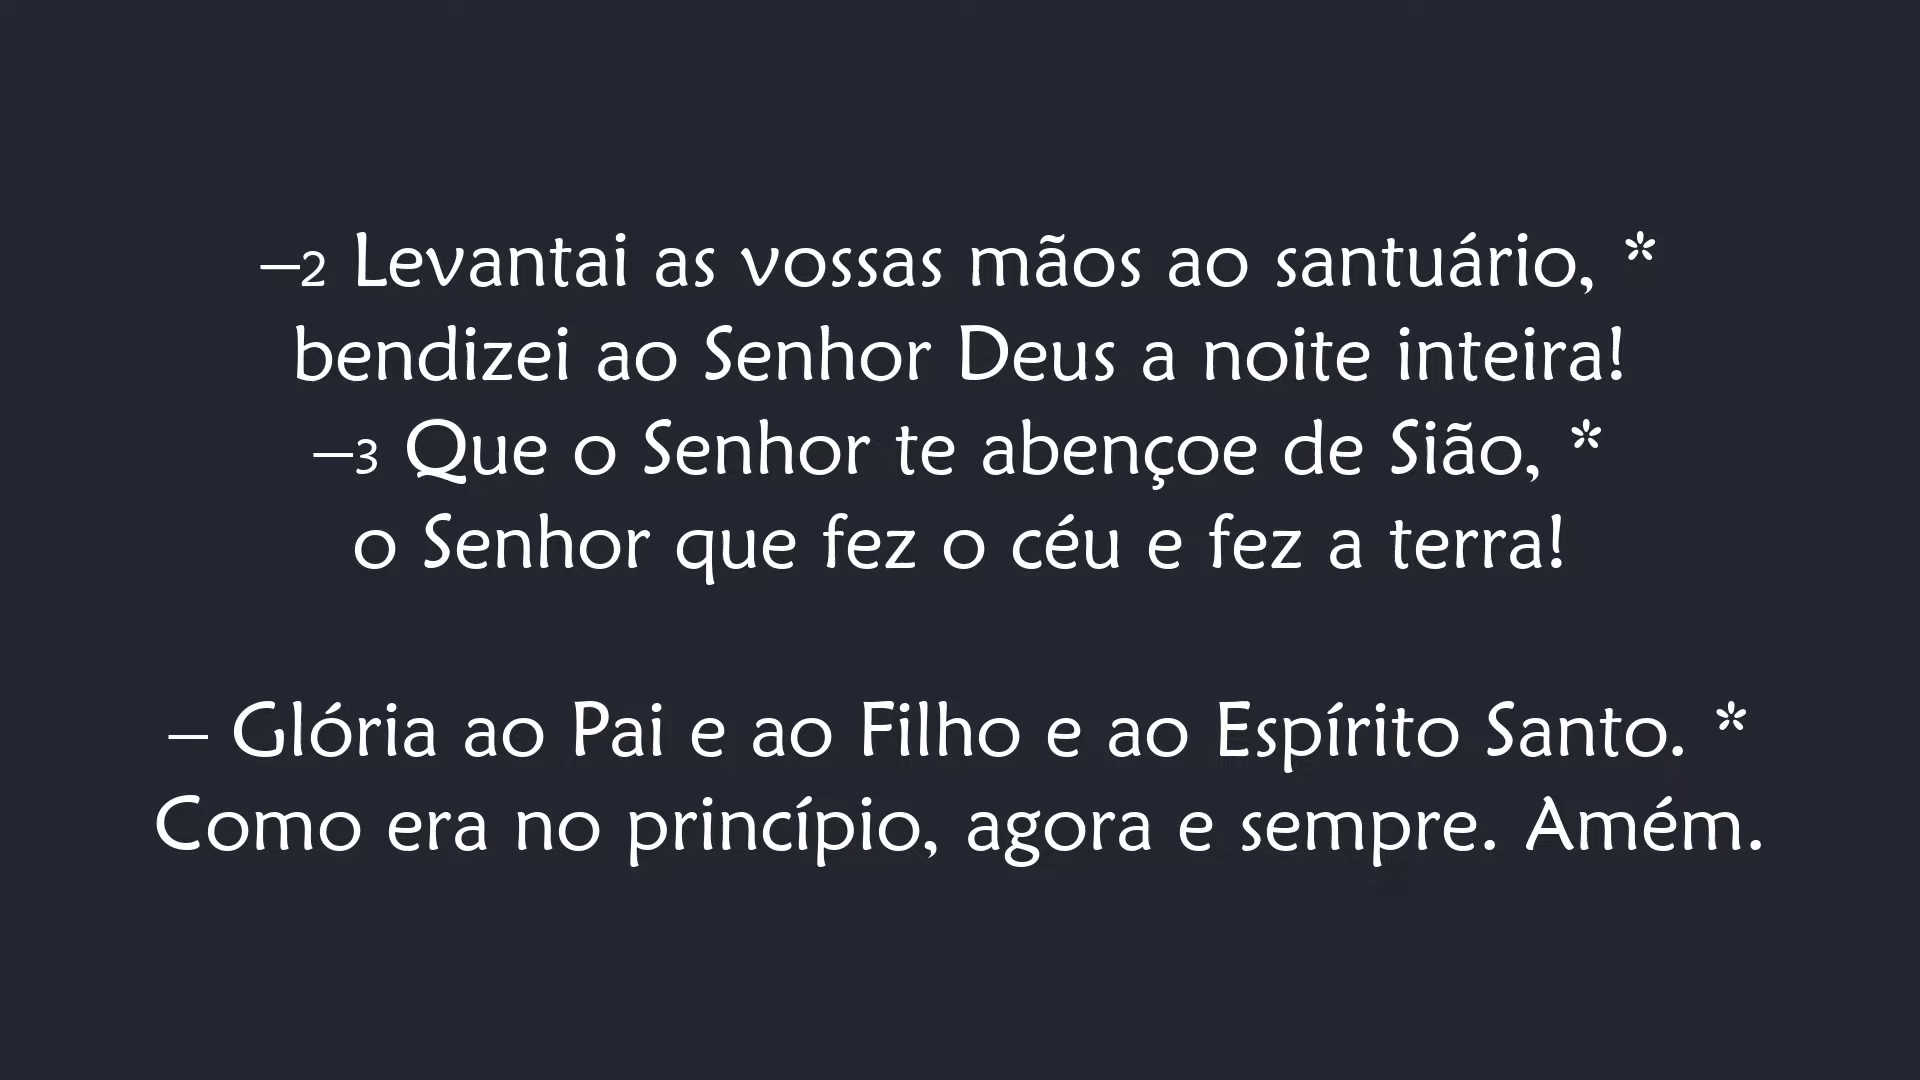 –2 Levantai as vossas mãos ao santuário, *
bendizei ao Senhor Deus a noite inteira!
–3 Que o Senhor te abençoe de Sião, *
o Senhor que fez o céu e fez a terra!
– Glória ao Pai e ao Filho e ao Espírito Santo. *
Como era no princípio, agora e sempre. Amém.